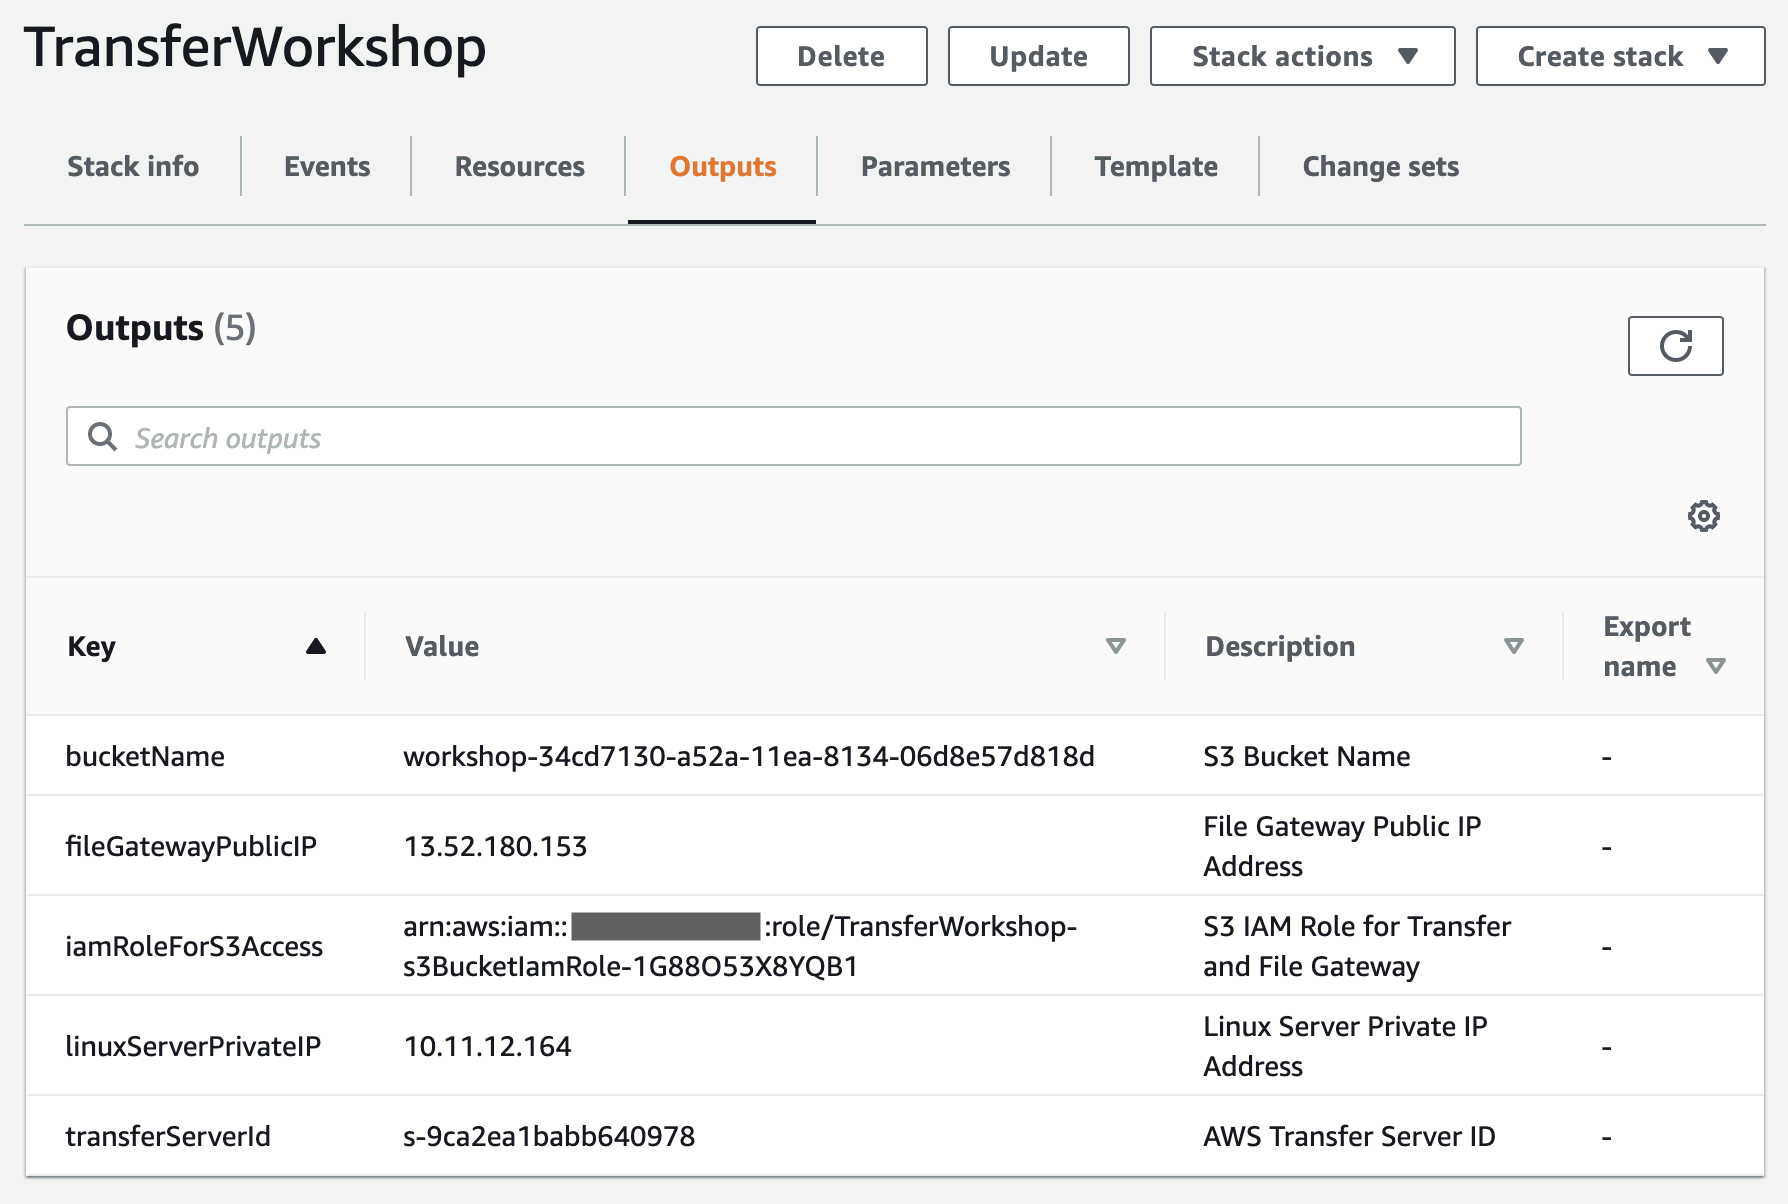 TransferWorkshop
Delete
Update
Stack actions
Create stack
Stack info
Events
Resources
Outputs
Parameters
Template
Change sets
Outputs (5)
Search outputs
Key
Value
Description
Export
name
bucketName
workshop-34cd7130-a52a-11ea-8134-06d8e57d818d
S3 Bucket Name
-
fileGatewayPublicIP
13.52.180.153
File Gateway Public IP
Address
-
iamRoleForS3Access
arn:aws:iam:: :role/TransferWorkshop-
s3BucketIamRole-1G88O53X8YQB1
S3 IAM Role for Transfer
and File Gateway
-
linuxServerPrivateIP
10.11.12.164
Linux Server Private IP
Address
-
transferServerId
s-9ca2ea1babb640978
AWS Transfer Server ID
-